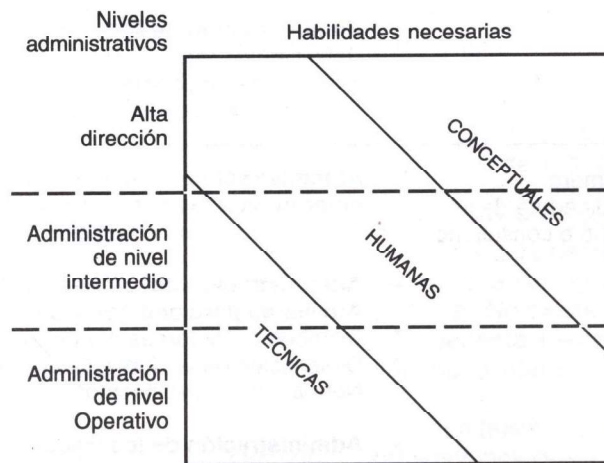 Niveles
administrativos
Habilidades necesarias
Alta
dirección
CONCEPTUALES
Administración
de nivel
intermedio
HUMANAS
TECNICAS
Administración
de nivel
Operativo